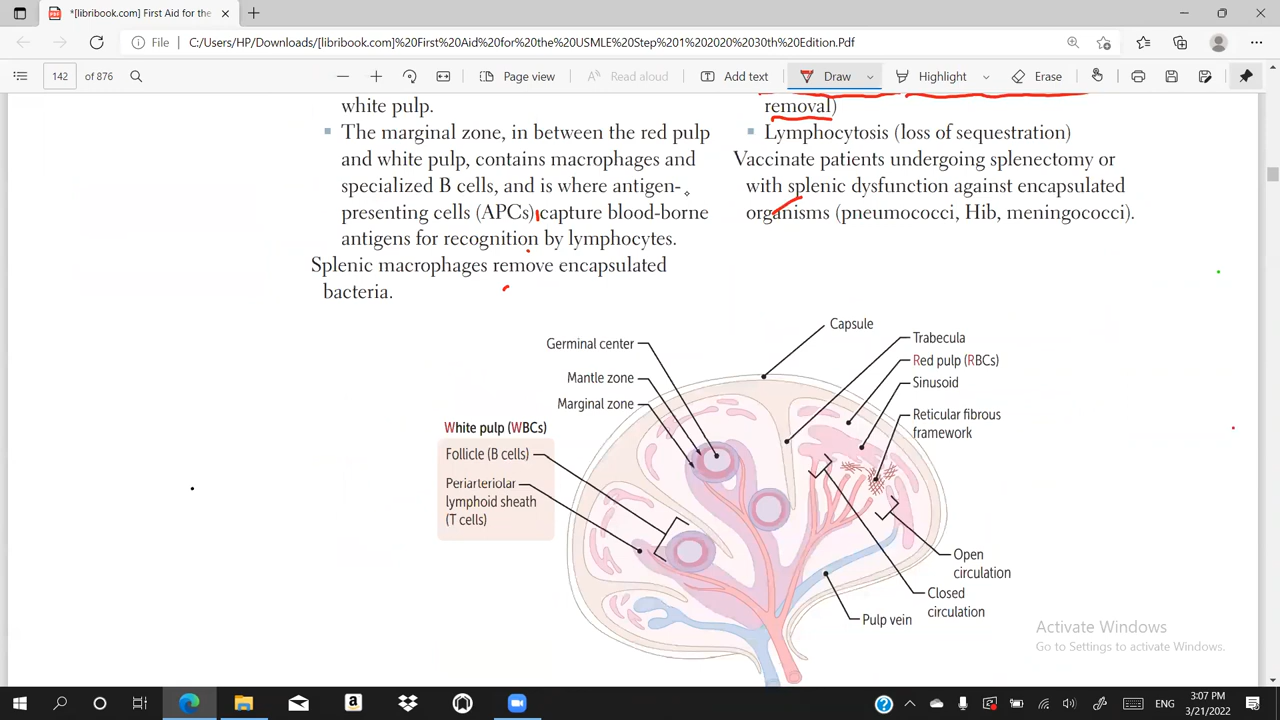 *[libribook.com] First Aid for the
File
C:/Users/HP/Downloads/[libribook.com]%20First%20Aid%20for%20the%20USMLE%20Step%201%202020%2030th%20Edition.Pdf
142
of 876
Page view
Read aloud
Add text
Draw
Highlight
Erase
white pulp.
The marginal zone, in between the red pulp
and white pulp, contains macrophages and
specialized B cells, and is where antigen-
presenting cells (APCs) capture blood-borne
antigens for recognition by lymphocytes.
Splenic macrophages remove encapsulated
bacteria.
removal)
Lymphocytosis (loss of sequestration)
Vaccinate patients undergoing splenectomy or
with splenic dysfunction against encapsulated
organisms (pneumococci, Hib, meningococci).
Capsule
Germinal center
Trabecula
Red pulp (RBCs)
Mantle zone
Sinusoid
Marginal zone
Reticular fibrous
framework
White pulp (WBCs)
Follicle (B cells)
Periarteriolar
lymphoid sheath
(T cells)
Open
circulation
Closed
circulation
Pulp vein
Activate Windows
Go to Settings to activate Windows.
ENG
3:07 PM
3/21/2022